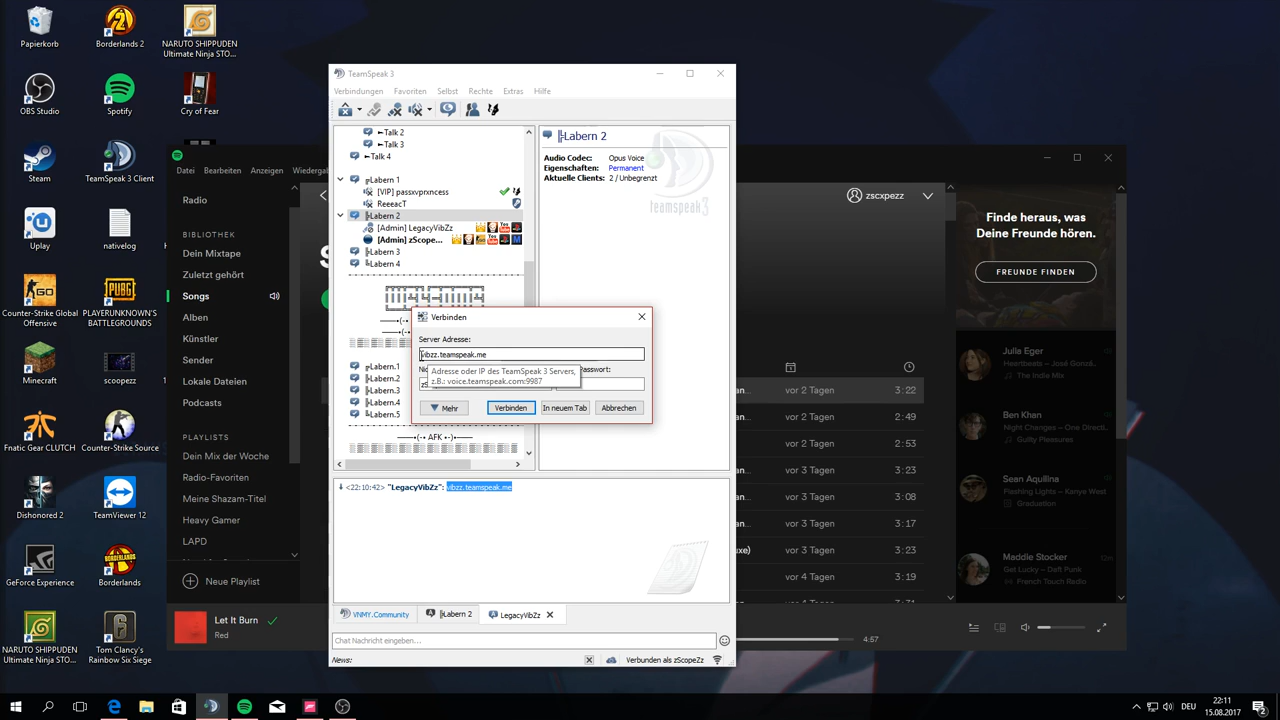 Papierkorb
Borderlands 2
NARUTO SHIPPUDEN
Ultimate Ninja STO...
OBS Studio
Spotify
Cry of Fear
Steam
TeamSpeak 3 Client
Uplay
nativelog
Counter-Strike Global
Offensive
PLAYERUNKNOWN'S
BATTLEGROUNDS
Minecraft
scoopezz
Fraps
Frag or Gear CLUTCH
Counter-Strike Source
Dishonored 2
TeamViewer 12
GeForce Experience
Borderlands
NARUTO SHIPPUDEN
Ultimate Ninja STO...
Tom Clancy's
Rainbow Six Siege
TeamSpeak 3
Verbindungen
Favoriten
Selbst
Rechte
Extras
Hilfe
Talk 2
Talk 3
Talk 4
Labern 1
[VIP] passxvprxncess
ReeeacT
Labern 2
[Admin] LegacyVibZz
[Admin] zScope...
Labern 3
Labern 4
Labern.1
Labern.2
Labern.3
Labern.4
Labern.5
——(-• AFK •-)——
╠Labern 2
Audio Codec: Opus Voice
Eigenschaften: Permanent
Aktuelle Clients: 2 / Unbegrenzt
teamspeak3
Verbinden
Server Adresse:
vibzz.teamspeak.me
Adresse oder IP des TeamSpeak 3 Servers,
z.B.: voice.teamspeak.com:9987
Passwort:
Mehr
Verbinden
In neuem Tab
Abbrechen
<22:10:42> "LegacyVibZz": vibzz.teamspeak.me
VNMY.Community
╠Labern 2
LegacyVibZz
Chat Nachricht eingeben...
News:
Verbunden als zScopeZz
Datei
Bearbeiten
Anzeigen
Wiedergab
Radio
BIBLIOTHEK
Dein Mixtape
Zuletzt gehört
Songs
Alben
Künstler
Sender
Lokale Dateien
Podcasts
PLAYLISTS
Dein Mix der Woche
Radio-Favoriten
Meine Shazam-Titel
Heavy Gamer
LAPD
Neue Playlist
Let It Burn
Red
zscxpezz
vor 2 Tagen 3:22
vor 2 Tagen 2:49
vor 3 Tagen 2:53
vor 3 Tagen 3:47
vor 3 Tagen 3:08
vor 3 Tagen 3:17
vor 3 Tagen 3:23
vor 4 Tagen 3:19
4:57
Finde heraus, was
Deine Freunde hören.
FREUNDE FINDEN
Julia Eger
Heartbeats – José Gonzá...
The Indie Mix
Ben Khan
Night Changes – One Directi...
Guilty Pleasures
Sean Aquilina
Flashing Lights – Kanye West
Graduation
Maddie Stocker
Get Lucky – Daft Punk
French Touch Radio
DEU
22:11
15.08.2017